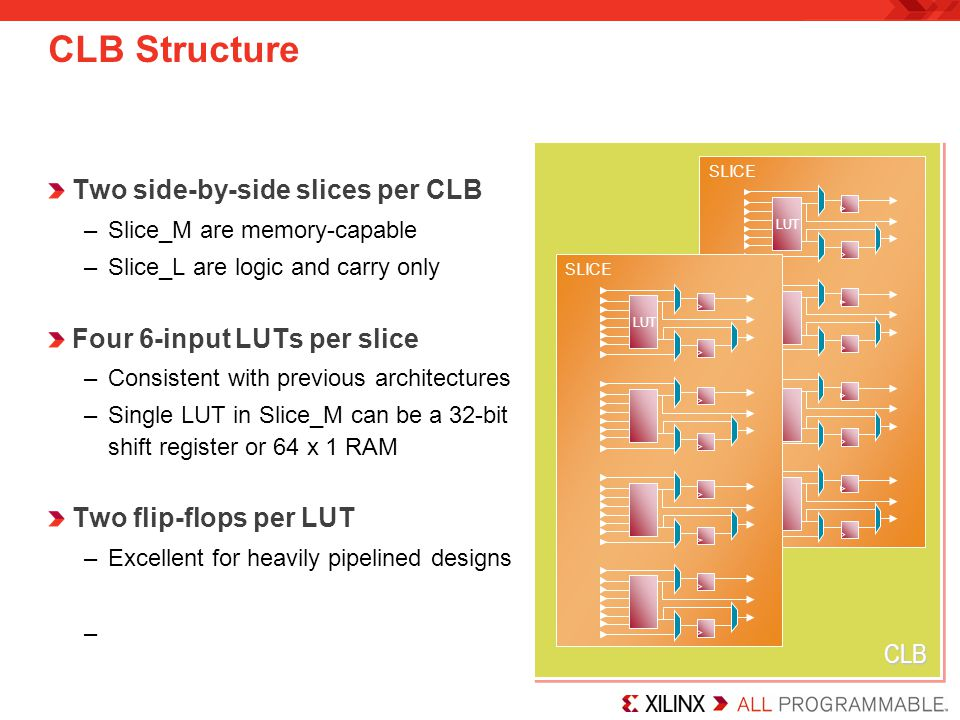 CLB Structure
Two side-by-side slices per CLB
– Slice_M are memory-capable
– Slice_L are logic and carry only
Four 6-input LUTs per slice
– Consistent with previous architectures
– Single LUT in Slice_M can be a 32-bit
shift register or 64 x 1 RAM
Two flip-flops per LUT
– Excellent for heavily pipelined designs
–
SLICE
LUT
SLICE
LUT
CLB
XILINX ALL PROGRAMMABLE.